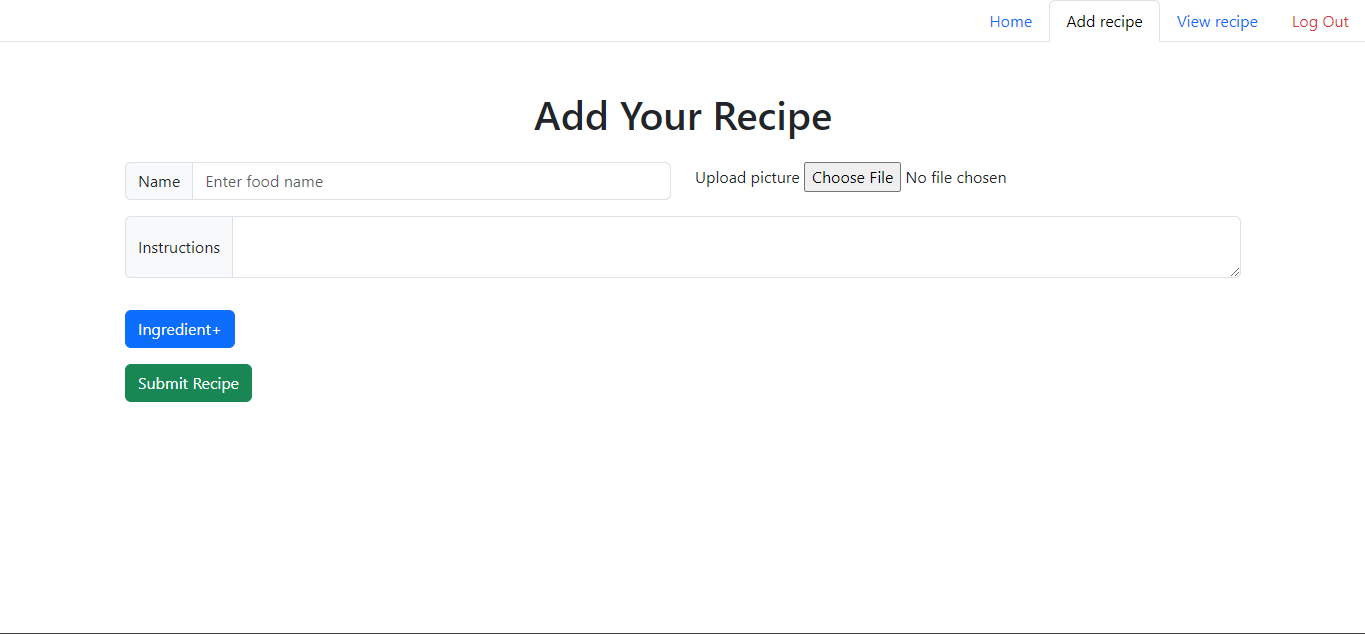 Home Add recipe View recipe Log Out
Add Your Recipe
Name Enter food name Upload picture Choose File No file chosen
Instructions
Ingredient+
Submit Recipe